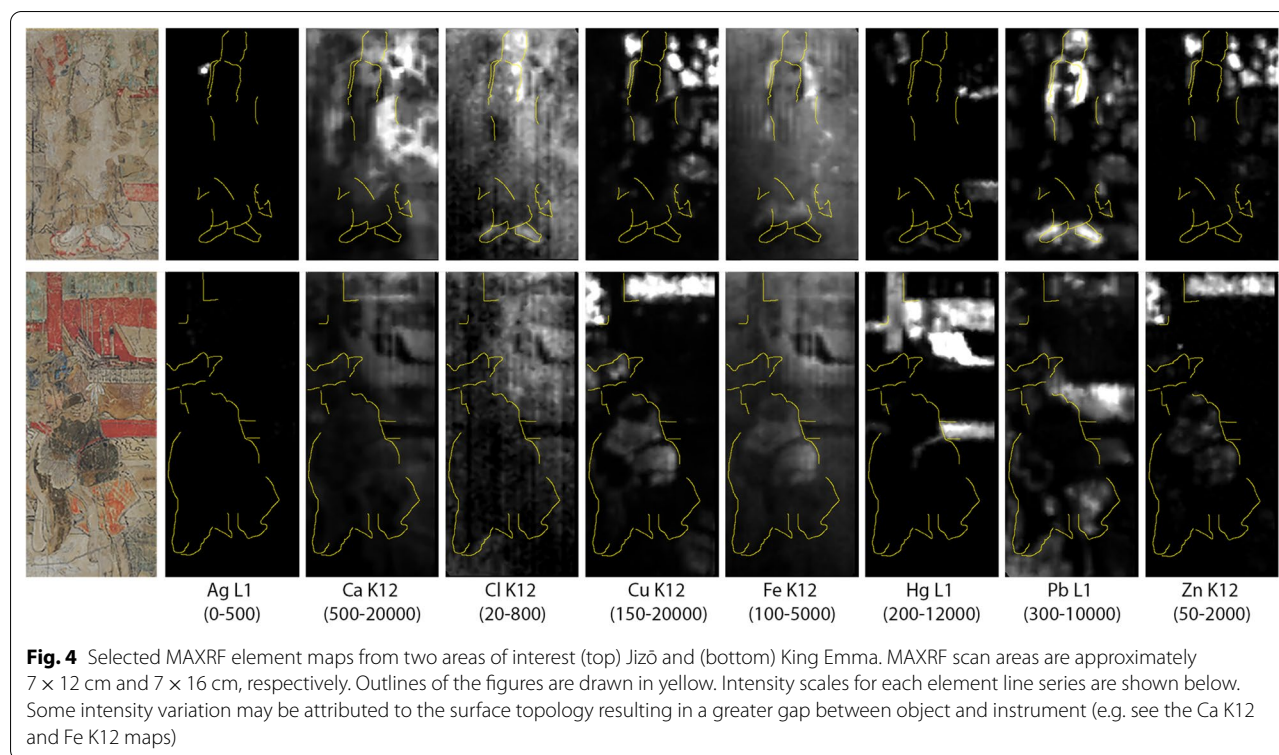 Ag L1 Ca K12 Cl K12 Cu K12 Fe K12 Hg L1 Pb L1 Zn K12
(0-500) (500-20000) (20-800) (150-20000) (100-5000) (200-12000) (300-10000) (50-2000)
Fig. 4 Selected MAXRF element maps from two areas of interest (top) Jizō and (bottom) King Emma. MAXRF scan areas are approximately
7 × 12 cm and 7 × 16 cm, respectively. Outlines of the figures are drawn in yellow. Intensity scales for each element line series are shown below.
Some intensity variation may be attributed to the surface topology resulting in a greater gap between object and instrument (e.g. see the Ca K12
and Fe K12 maps)